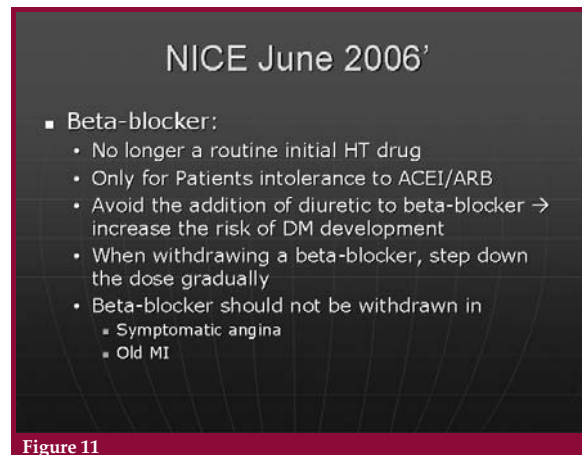 NICE June 2006'
▪ Beta-blocker:
• No longer a routine initial HT drug
• Only for Patients intolerance to ACEI/ARB
• Avoid the addition of diuretic to beta-blocker →
increase the risk of DM development
• When withdrawing a beta-blocker, step down
the dose gradually
• Beta-blocker should not be withdrawn in
▪ Symptomatic angina
▪ Old MI
Figure 11